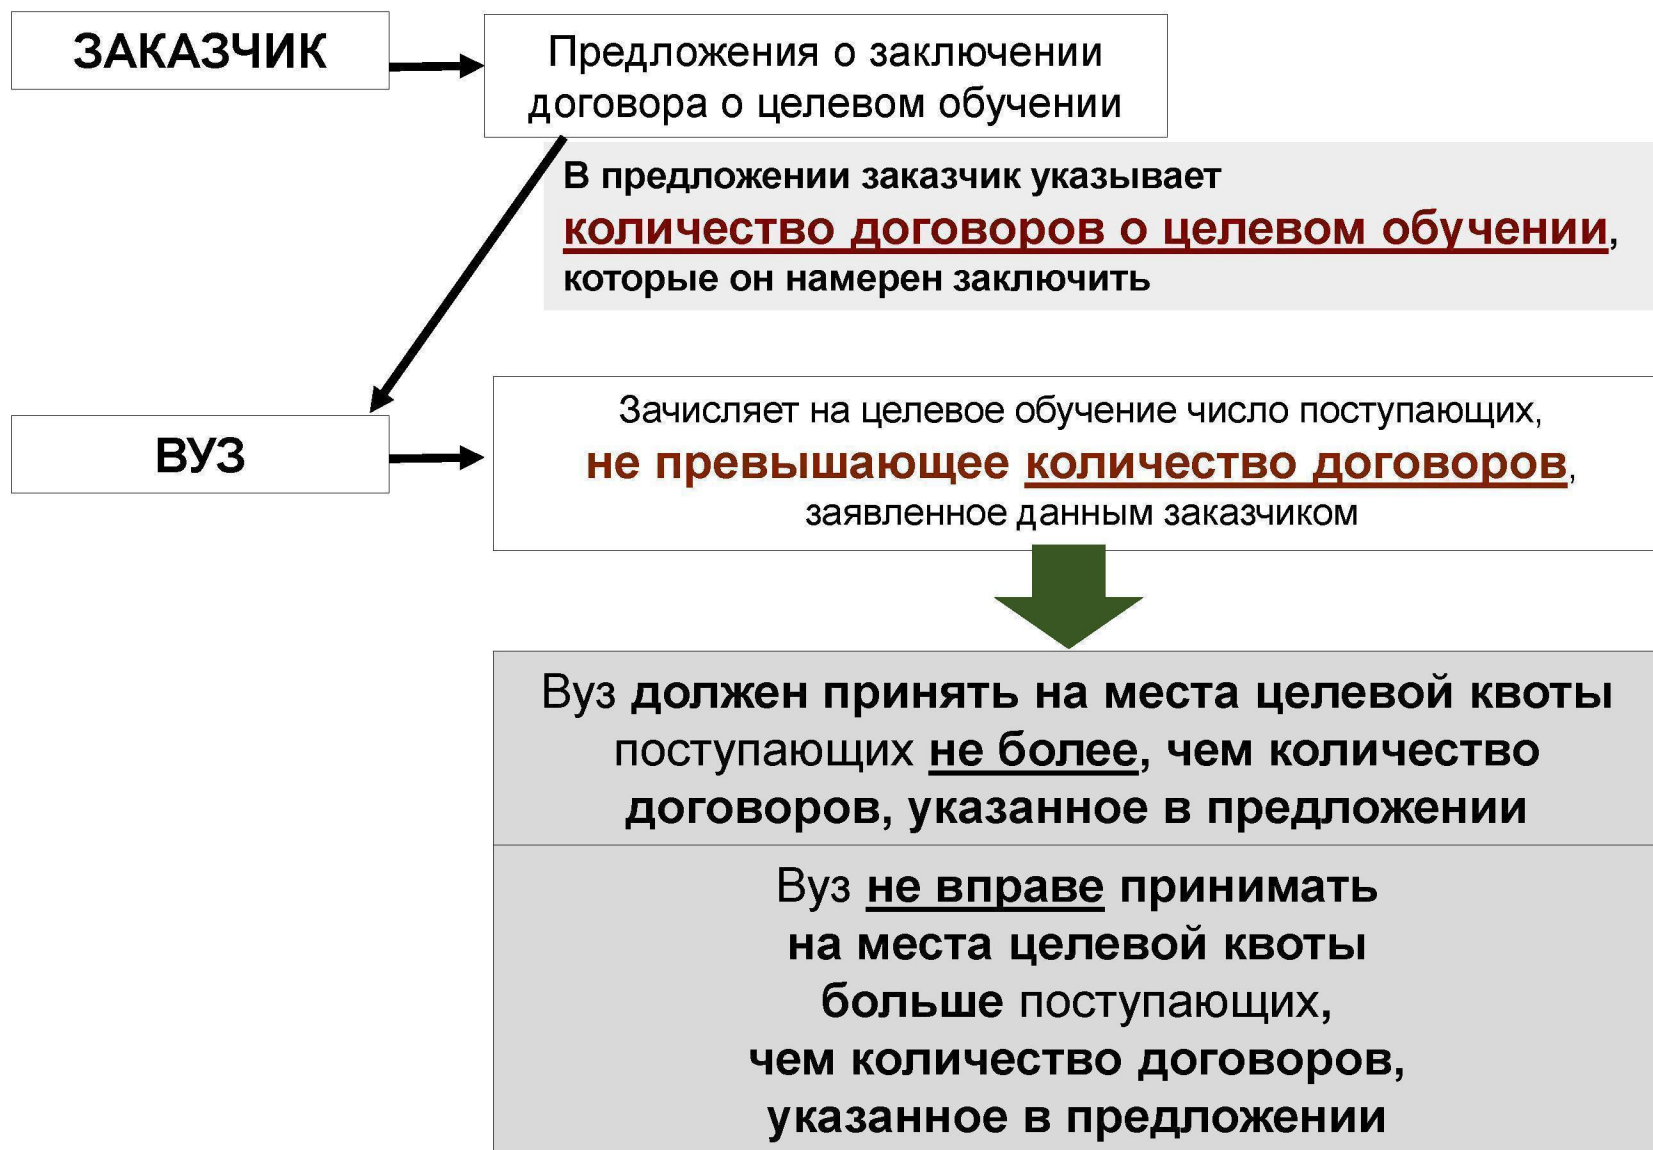 ЗАКАЗЧИК
Предложения о заключении
договора о целевом обучении
В предложении заказчик указывает
количество договоров о целевом обучении,
которые он намерен заключить
ВУЗ
Зачисляет на целевое обучение число поступающих,
не превышающее количество договоров,
заявленное данным заказчиком
Вуз должен принять на места целевой квоты
поступающих не более, чем количество
договоров, указанное в предложении
Вуз не вправе принимать
на места целевой квоты
больше поступающих,
чем количество договоров,
указанное в предложении